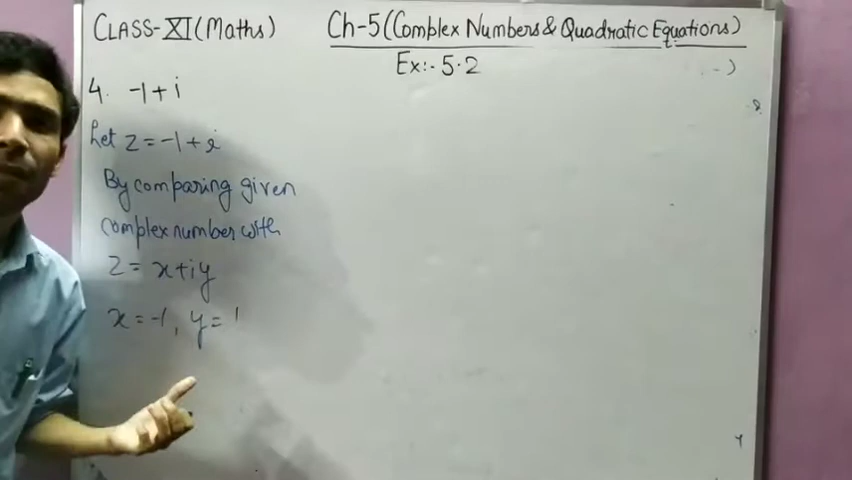 CLASS-XI (Maths)
Ch-5 (Complex Numbers & Quadratic Equations)
Ex:- 5.2
4. -1+i
Let z = -1+i
By comparing given
complex number with
z = x+iy
x = -1, y = 1